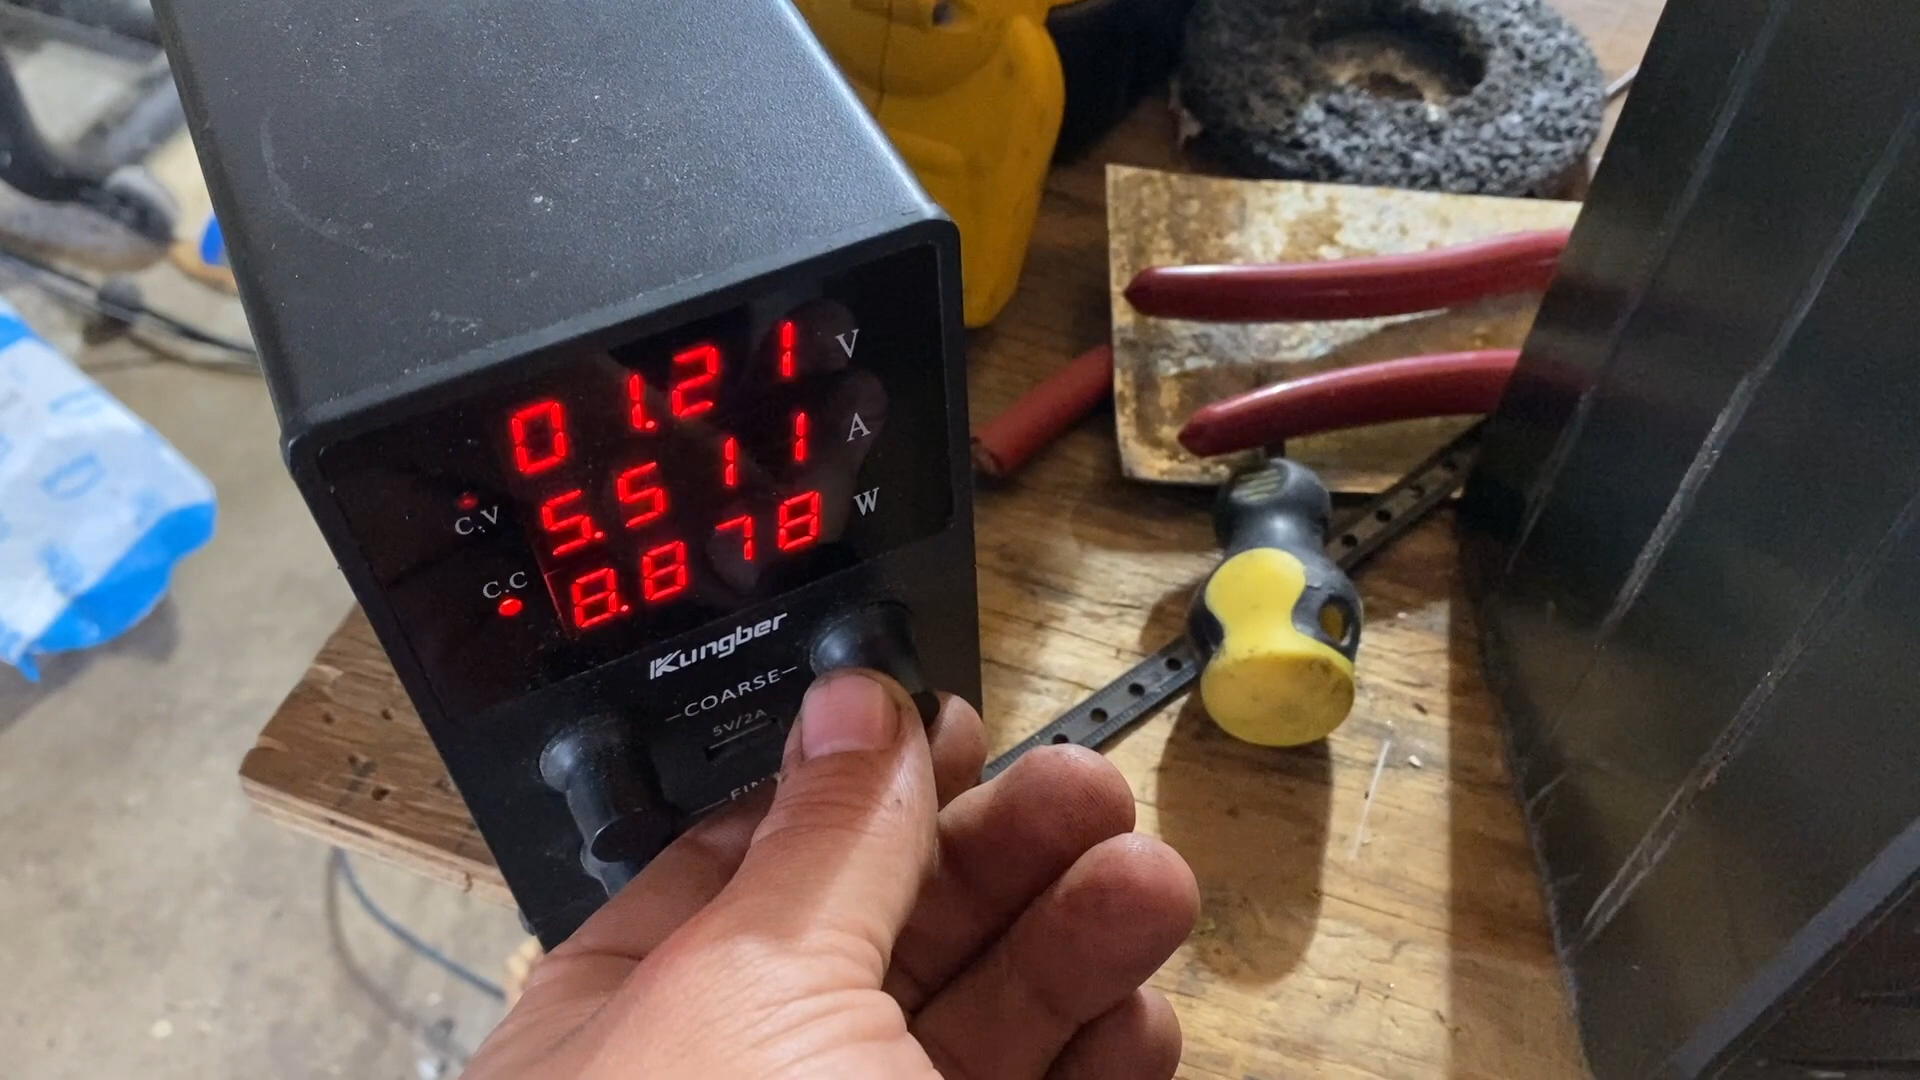 01.21 V
5.511 A
C.V
8.878 W
C.C
Kungber
COARSE
5V/2A